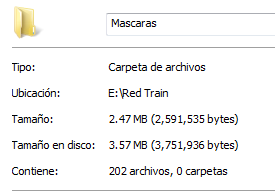 Mascaras
Tipo: Carpeta de archivos
Ubicación: E:\Red Train
Tamaño: 2.47 MB (2,591,535 bytes)
Tamaño en disco: 3.57 MB (3,751,936 bytes)
Contiene: 202 archivos, 0 carpetas